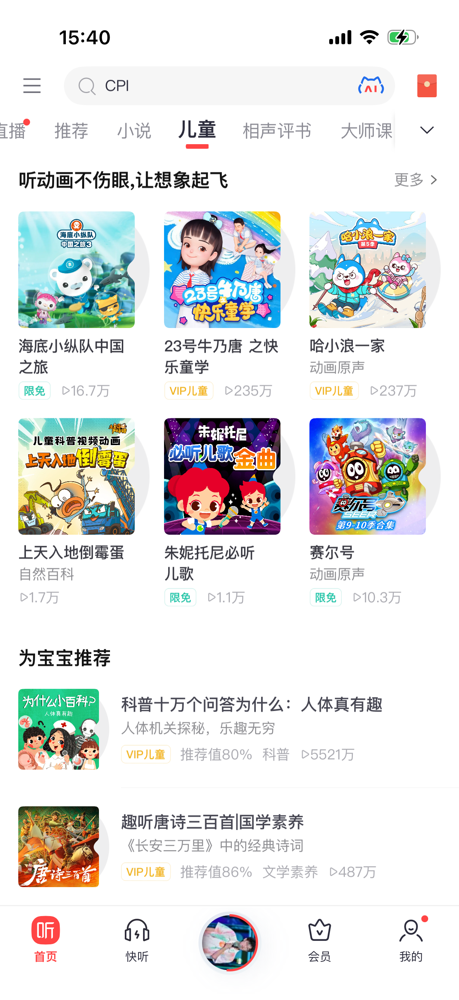 15:40
CPI
AI
直播
推荐
小说
儿童
相声评书
大师课
听动画不伤眼,让想象起飞
更多
海底小纵队
中国之旅3
23号牛乃唐
之
快乐童学
哈小浪一家
第5季
海底小纵队中国
之旅
限免
16.7万
23号牛乃唐 之快
乐童学
VIP儿童
235万
哈小浪一家
动画原声
VIP儿童
237万
儿童科普视频动画
上天入地倒霉蛋
朱妮托尼
必听儿歌金曲
赛尔号
SEER
第9-10季合集
上天入地倒霉蛋
自然百科
1.7万
朱妮托尼必听
儿歌
限免
1.1万
赛尔号
动画原声
限免
10.3万
为宝宝推荐
为什么小百科?
人体真有趣
科普十万个问答为什么：人体真有趣
人体机关探秘，乐趣无穷
VIP儿童
推荐值80%
科普
5521万
趣听
唐诗三百首
趣听唐诗三百首|国学素养
《长安三万里》中的经典诗词
VIP儿童
推荐值86%
文学素养
487万
听
首页
快听
会员
我的